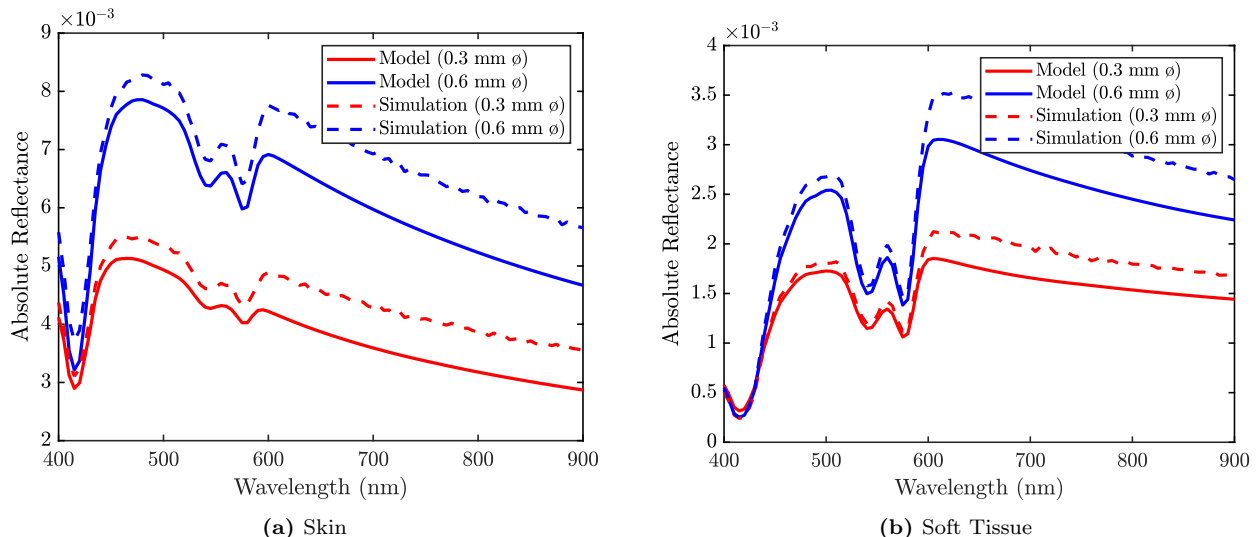 ×10⁻³
9
8
7
6
5
4
3
2
Absolute Reflectance
Model (0.3 mm ø)
Model (0.6 mm ø)
Simulation (0.3 mm ø)
Simulation (0.6 mm ø)
400 500 600 700 800 900
Wavelength (nm)
(a) Skin
×10⁻³
4
3.5
3
2.5
2
1.5
1
0.5
0
Absolute Reflectance
Model (0.3 mm ø)
Model (0.6 mm ø)
Simulation (0.3 mm ø)
Simulation (0.6 mm ø)
400 500 600 700 800 900
Wavelength (nm)
(b) Soft Tissue